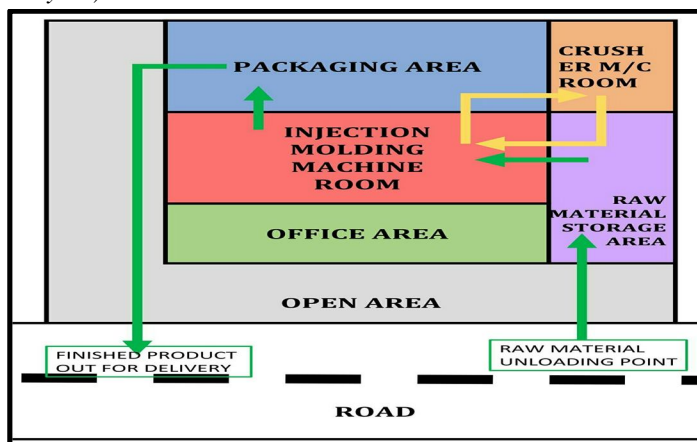 PACKAGING AREA
CRUSH
ER M/C
ROOM
INJECTION
MOLDING
MACHINE
ROOM
RAW
MATERIAL
STORAGE
AREA
OFFICE AREA
OPEN AREA
FINISHED PRODUCT
OUT FOR DELIVERY
RAW MATERIAL
UNLOADING POINT
ROAD